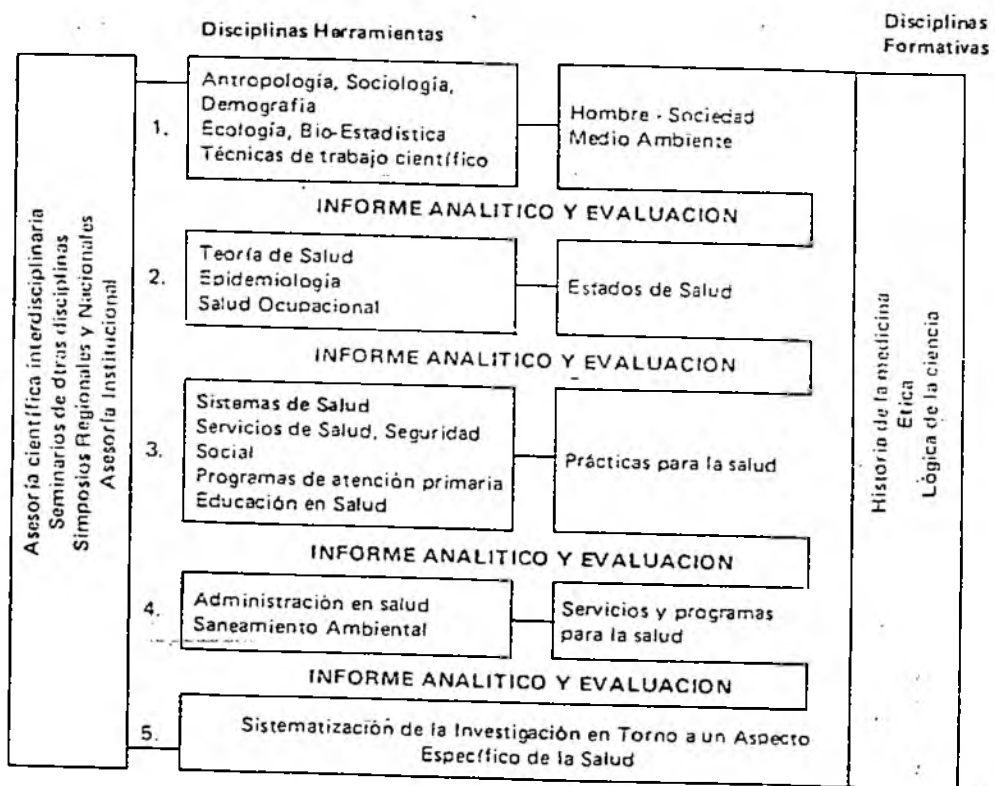 Disciplinas Herramientas
Disciplinas
Formativas
Asesoría científica interdisciplinaria
Seminarios de otras disciplinas
Simposios Regionales y Nacionales
Asesoría Institucional
1.
Antropología, Sociología,
Demografía
Ecología, Bio-Estadística
Técnicas de trabajo científico
Hombre - Sociedad
Medio Ambiente
INFORME ANALITICO Y EVALUACION
2.
Teoría de Salud
Epidemiología
Salud Ocupacional
Estados de Salud
INFORME ANALITICO Y EVALUACION
3.
Sistemas de Salud
Servicios de Salud, Seguridad
Social
Programas de atención primaria
Educación en Salud
Prácticas para la salud
INFORME ANALITICO Y EVALUACION
4.
Administración en salud
Saneamiento Ambiental
Servicios y programas
para la salud
INFORME ANALITICO Y EVALUACION
5.
Sistematización de la Investigación en Torno a un Aspecto
Específico de la Salud
Historia de la medicina
Etica
Lógica de la ciencia